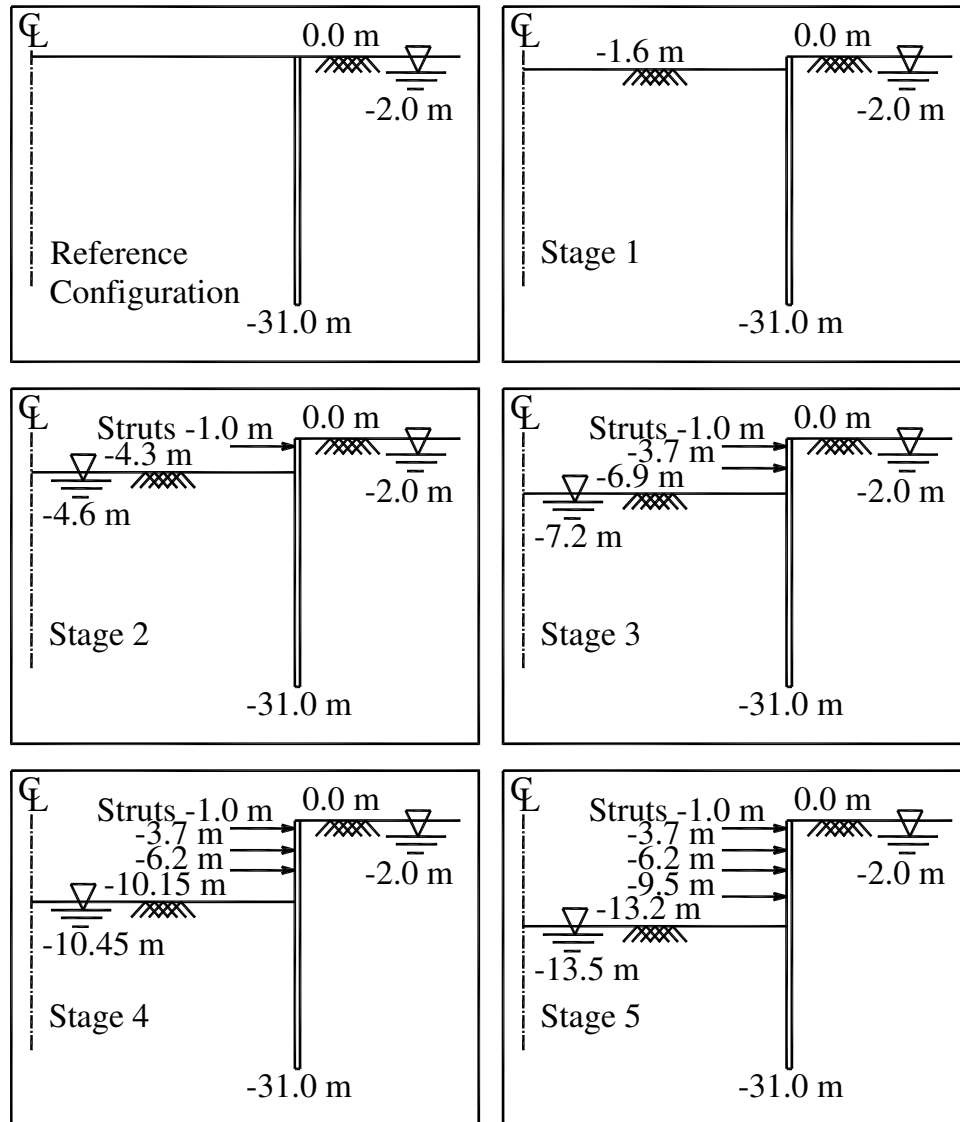 ℄
0.0 m
-2.0 m
Reference
Configuration
-31.0 m
℄
-1.6 m
0.0 m
-2.0 m
Stage 1
-31.0 m
℄
Struts -1.0 m
0.0 m
-4.3 m
-2.0 m
-4.6 m
Stage 2
-31.0 m
℄
Struts -1.0 m
0.0 m
-3.7 m
-6.9 m
-2.0 m
-7.2 m
Stage 3
-31.0 m
℄
Struts -1.0 m
0.0 m
-3.7 m
-6.2 m
-2.0 m
-10.15 m
-10.45 m
Stage 4
-31.0 m
℄
Struts -1.0 m
0.0 m
-3.7 m
-6.2 m
-2.0 m
-9.5 m
-13.2 m
-13.5 m
Stage 5
-31.0 m